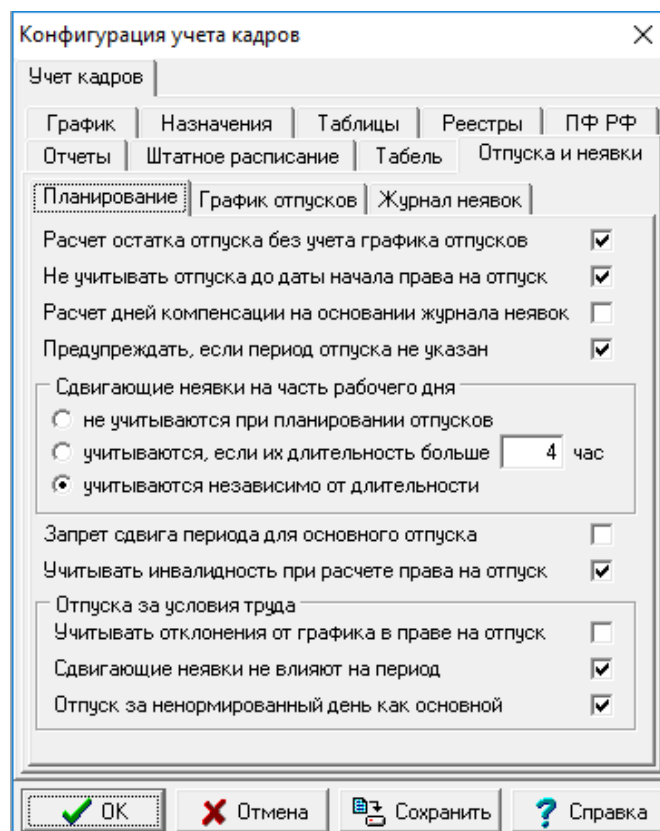 Конфигурация учета кадров
Учет кадров
График Назначения Таблицы Реестры ПФ РФ
Отчеты Штатное расписание Табель Отпуска и неявки
Планирование График отпусков Журнал неявок
Расчет остатка отпуска без учета графика отпусков
Не учитывать отпуска до даты начала права на отпуск
Расчет дней компенсации на основании журнала неявок
Предупреждать, если период отпуска не указан
Сдвигающие неявки на часть рабочего дня
не учитываются при планировании отпусков
учитываются, если их длительность больше 4 час
учитываются независимо от длительности
Запрет сдвига периода для основного отпуска
Учитывать инвалидность при расчете права на отпуск
Отпуска за условия труда
Учитывать отклонения от графика в праве на отпуск
Сдвигающие неявки не влияют на период
Отпуск за ненормированный день как основной
OK Отмена Сохранить Справка